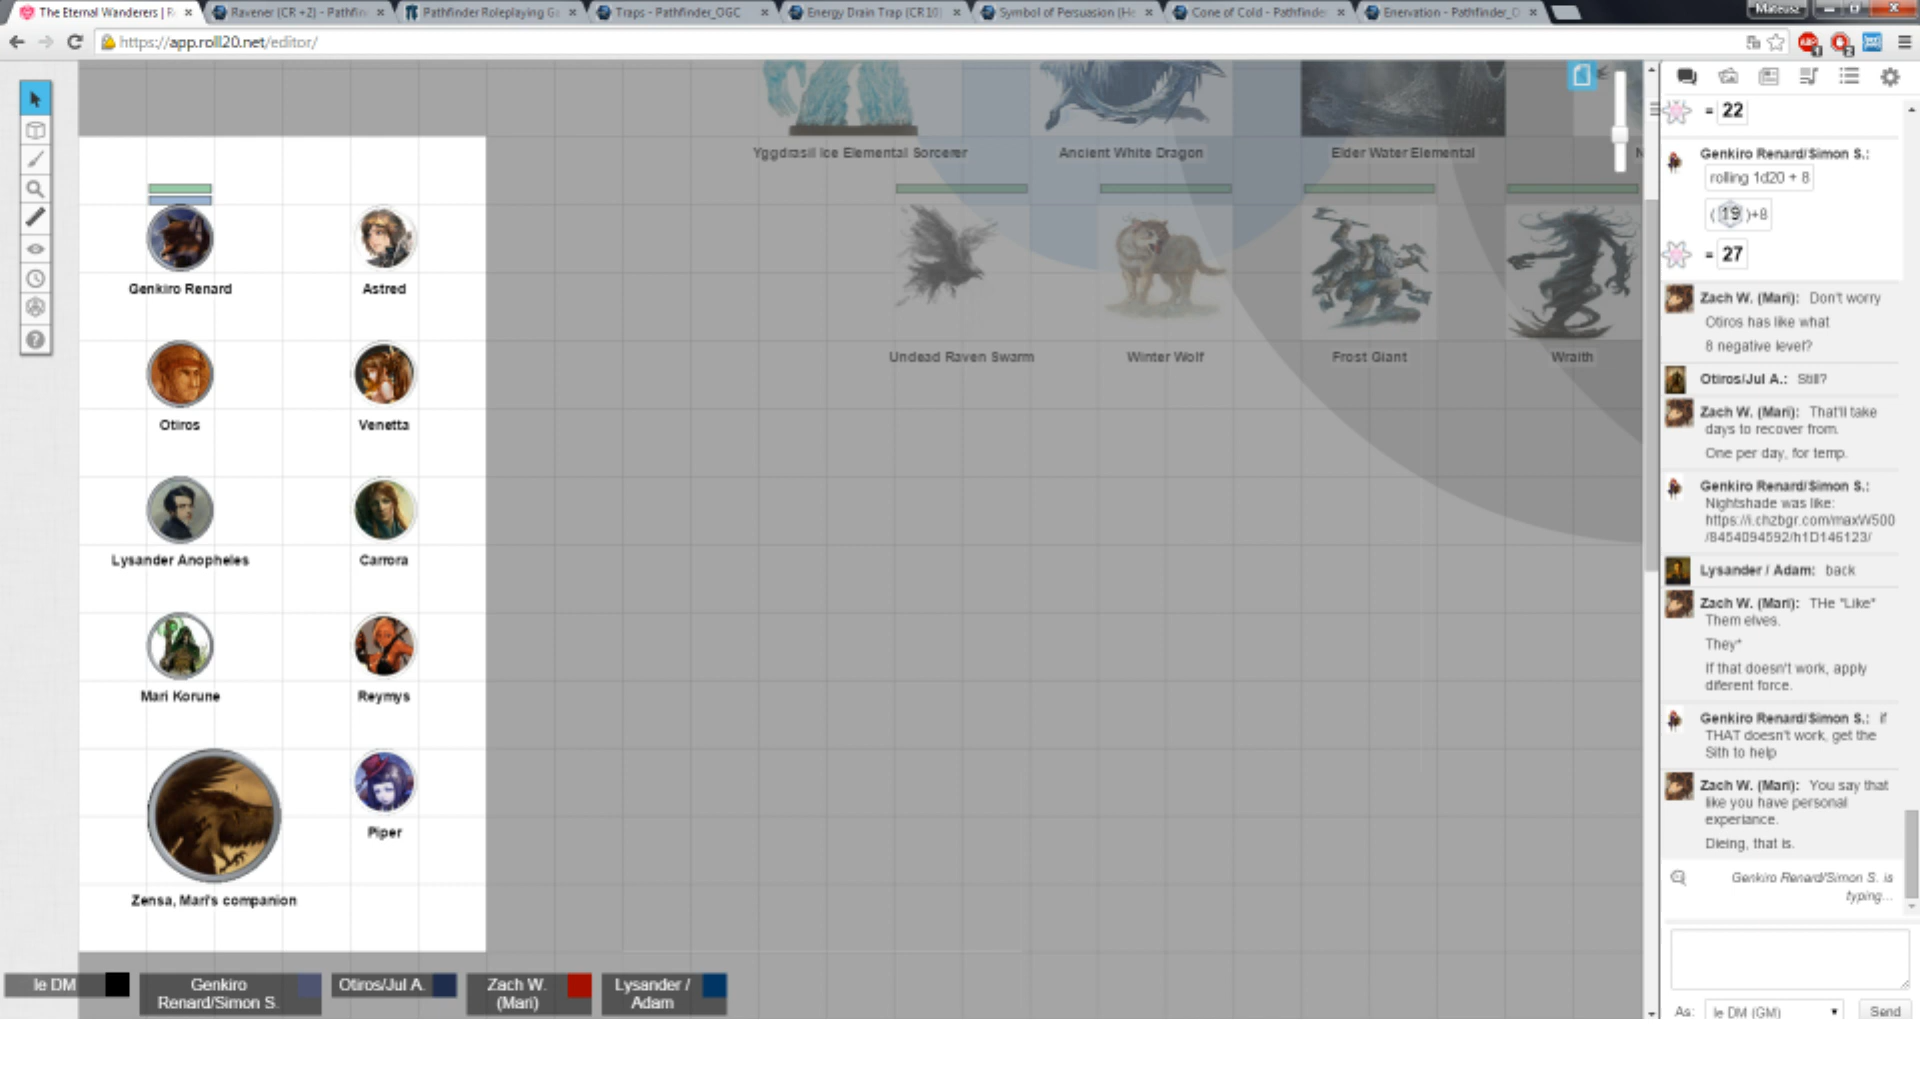 The Eternal Wanderers | R
Ravener (CR +2) - Pathfin
Pathfinder Roleplaying Ga
Traps - Pathfinder_OGC
Energy Drain Trap (CR10
Symbol of Persuasion (He
Cone of Cold - Pathfinder
Enervation - Pathfinder_O
Mateusz
https://app.roll20.net/editor/
Yggdrasil Ice Elemental Sorcerer
Ancient White Dragon
Elder Water Elemental
N
Undead Raven Swarm
Winter Wolf
Frost Giant
Wraith
Genkiro Renard
Astred
Otiros
Venetta
Lysander Anopheles
Carrora
Mari Korune
Reymys
Zensa, Mari's companion
Piper
le DM
Genkiro
Renard/Simon S.
Otiros/Jul A.
Zach W.
(Mari)
Lysander /
Adam
= 22
Genkiro Renard/Simon S.:
rolling 1d20 + 8
(19)+8
= 27
Zach W. (Mari): Don't worry
Otiros has like what
8 negative level?
Otiros/Jul A.: Still?
Zach W. (Mari): That'll take
days to recover from.
One per day, for temp.
Genkiro Renard/Simon S.:
Nightshade was like:
https://i.chzbgr.com/maxW500
/8454094592/h1D146123/
Lysander / Adam: back
Zach W. (Mari): THe "Like"
Them elves.
They*
If that doesn't work, apply
diferent force.
Genkiro Renard/Simon S.: if
THAT doesn't work, get the
Sith to help
Zach W. (Mari): You say that
like you have personal
experiance.
Dieing, that is.
Genkiro Renard/Simon S. is
typing...
As: le DM (GM)
Send